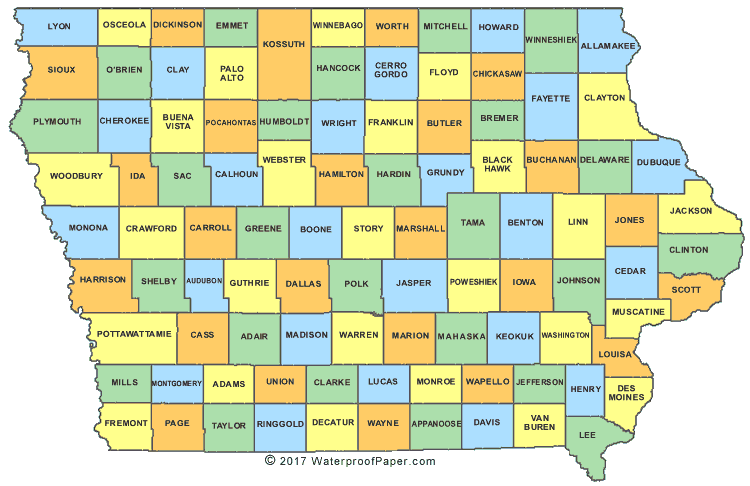 LYON
OSCEOLA
DICKINSON
EMMET
KOSSUTH
WINNEBAGO
WORTH
MITCHELL
HOWARD
WINNESHIEK
ALLAMAKEE
SIOUX
O'BRIEN
CLAY
PALO
ALTO
HANCOCK
CERRO
GORDO
FLOYD
CHICKASAW
FAYETTE
CLAYTON
PLYMOUTH
CHEROKEE
BUENA
VISTA
POCAHONTAS
HUMBOLDT
WRIGHT
FRANKLIN
BUTLER
BREMER
WOODBURY
IDA
SAC
CALHOUN
WEBSTER
HAMILTON
HARDIN
GRUNDY
BLACK
HAWK
BUCHANAN
DELAWARE
DUBUQUE
MONONA
CRAWFORD
CARROLL
GREENE
BOONE
STORY
MARSHALL
TAMA
BENTON
LINN
JONES
JACKSON
CLINTON
HARRISON
SHELBY
AUDUBON
GUTHRIE
DALLAS
POLK
JASPER
POWESHIEK
IOWA
JOHNSON
CEDAR
SCOTT
MUSCATINE
POTTAWATTAMIE
CASS
ADAIR
MADISON
WARREN
MARION
MAHASKA
KEOKUK
WASHINGTON
LOUISA
MILLS
MONTGOMERY
ADAMS
UNION
CLARKE
LUCAS
MONROE
WAPELLO
JEFFERSON
HENRY
DES
MOINES
FREMONT
PAGE
TAYLOR
RINGGOLD
DECATUR
WAYNE
APPANOOSE
DAVIS
VAN
BUREN
LEE
© 2017 WaterproofPaper.com